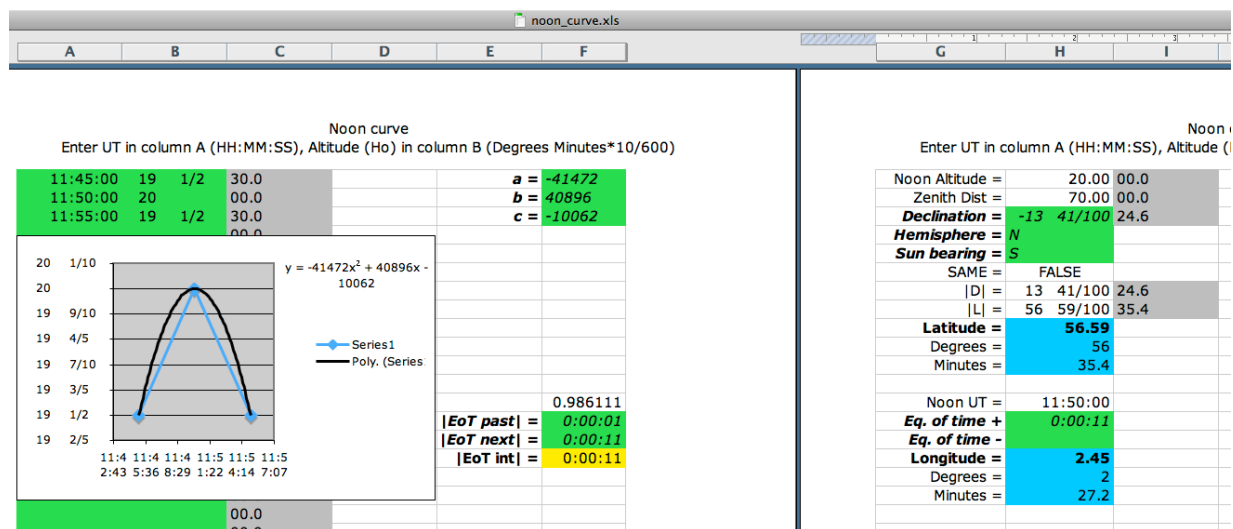 noon_curve.xls
1 2 3
A B C D E F
G H I
Noon curve
Enter UT in column A (HH:MM:SS), Altitude (Ho) in column B (Degrees Minutes*10/600)
11:45:00 19 1/2 30.0
11:50:00 20 00.0
11:55:00 19 1/2 30.0
00.0
a = -41472
b = 40896
c = -10062
20 1/10
20
19 9/10
19 4/5
19 7/10
19 3/5
19 1/2
19 2/5
y = -41472x² + 40896x -
10062
Series1
Poly. (Series
11:4 11:4 11:4 11:5 11:5 11:5
2:43 5:36 8:29 1:22 4:14 7:07
0.986111
|EoT past| = 0:00:01
|EoT next| = 0:00:11
|EoT int| = 0:00:11
00.0
Noon
Enter UT in column A (HH:MM:SS), Altitude (
Noon Altitude = 20.00 00.0
Zenith Dist = 70.00 00.0
Declination = -13 41/100 24.6
Hemisphere = N
Sun bearing = S
SAME = FALSE
|D| = 13 41/100 24.6
|L| = 56 59/100 35.4
Latitude = 56.59
Degrees = 56
Minutes = 35.4
Noon UT = 11:50:00
Eq. of time + 0:00:11
Eq. of time -
Longitude = 2.45
Degrees = 2
Minutes = 27.2